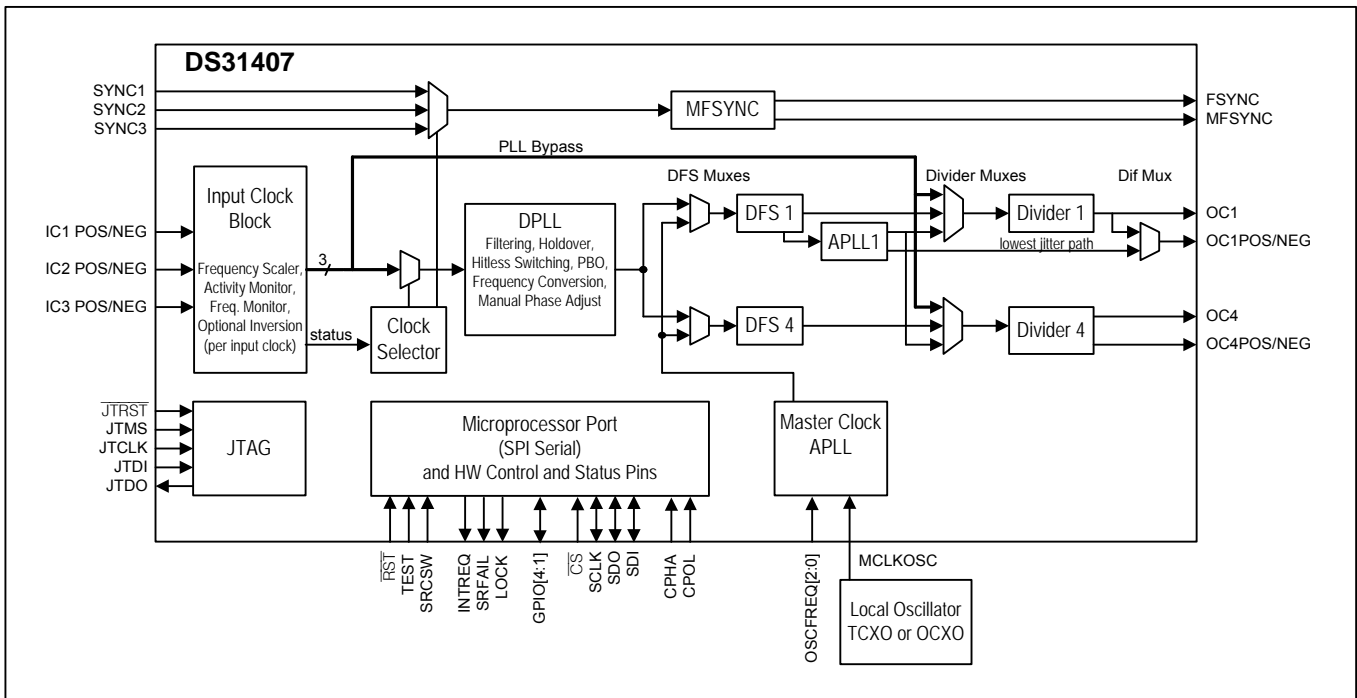 DS31407
SYNC1
SYNC2
SYNC3
MFSYNC
FSYNC
MFSYNC
PLL Bypass
DFS Muxes
Divider Muxes
Dif Mux
Input Clock
Block
Frequency Scaler,
Activity Monitor,
Freq. Monitor,
Optional Inversion
(per input clock)
IC1 POS/NEG
IC2 POS/NEG
IC3 POS/NEG
3
status
Clock
Selector
DPLL
Filtering, Holdover,
Hitless Switching, PBO,
Frequency Conversion,
Manual Phase Adjust
DFS 1
APLL1
lowest jitter path
Divider 1
OC1
OC1POS/NEG
DFS 4
Divider 4
OC4
OC4POS/NEG
JTRST
JTMS
JTCLK
JTDI
JTDO
JTAG
Microprocessor Port
(SPI Serial)
and HW Control and Status Pins
Master Clock
APLL
RST
TEST
SRCSW
INTREQ
SRFAIL
LOCK
GPIO[4:1]
CS
SCLK
SDO
SDI
CPHA
CPOL
OSCFREQ[2:0]
MCLKOSC
Local Oscillator
TCXO or OCXO